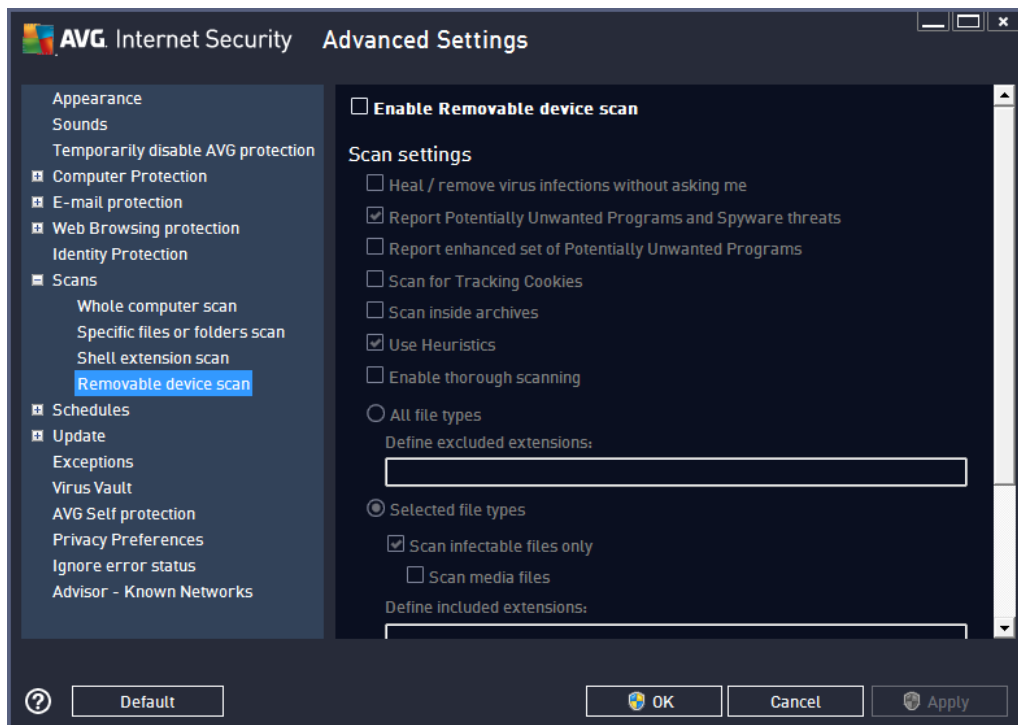 AVG. Internet Security Advanced Settings
Appearance
Sounds
Temporarily disable AVG protection
Computer Protection
E-mail protection
Web Browsing protection
Identity Protection
Scans
Whole computer scan
Specific files or folders scan
Shell extension scan
Removable device scan
Schedules
Update
Exceptions
Virus Vault
AVG Self protection
Privacy Preferences
Ignore error status
Advisor - Known Networks
Enable Removable device scan
Scan settings
Heal / remove virus infections without asking me
Report Potentially Unwanted Programs and Spyware threats
Report enhanced set of Potentially Unwanted Programs
Scan for Tracking Cookies
Scan inside archives
Use Heuristics
Enable thorough scanning
All file types
Define excluded extensions:
Selected file types
Scan infectable files only
Scan media files
Define included extensions:
?
Default
OK
Cancel
Apply